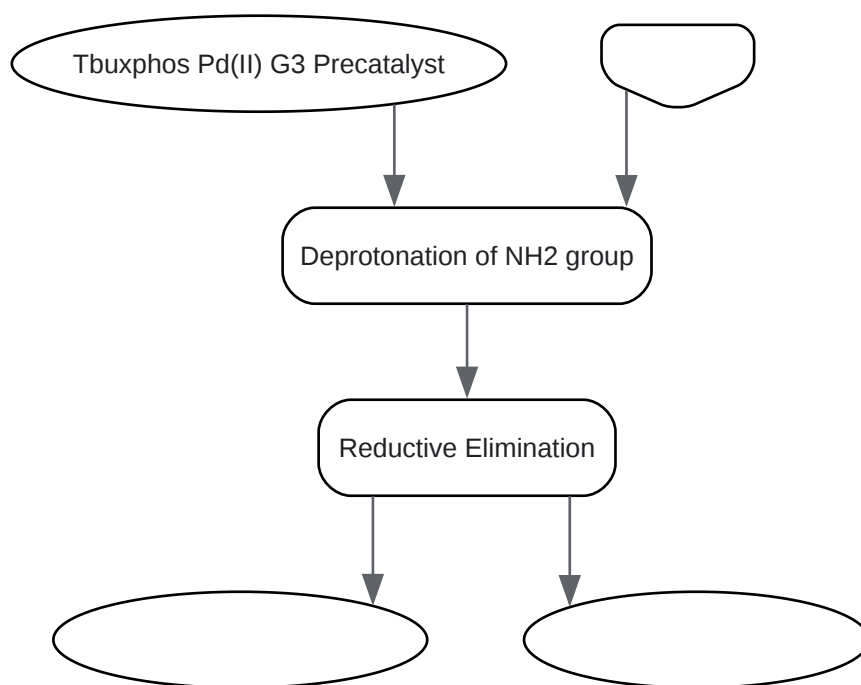 Tbuxphos Pd(II) G3 Precatalyst
Deprotonation of NH2 group
Reductive Elimination